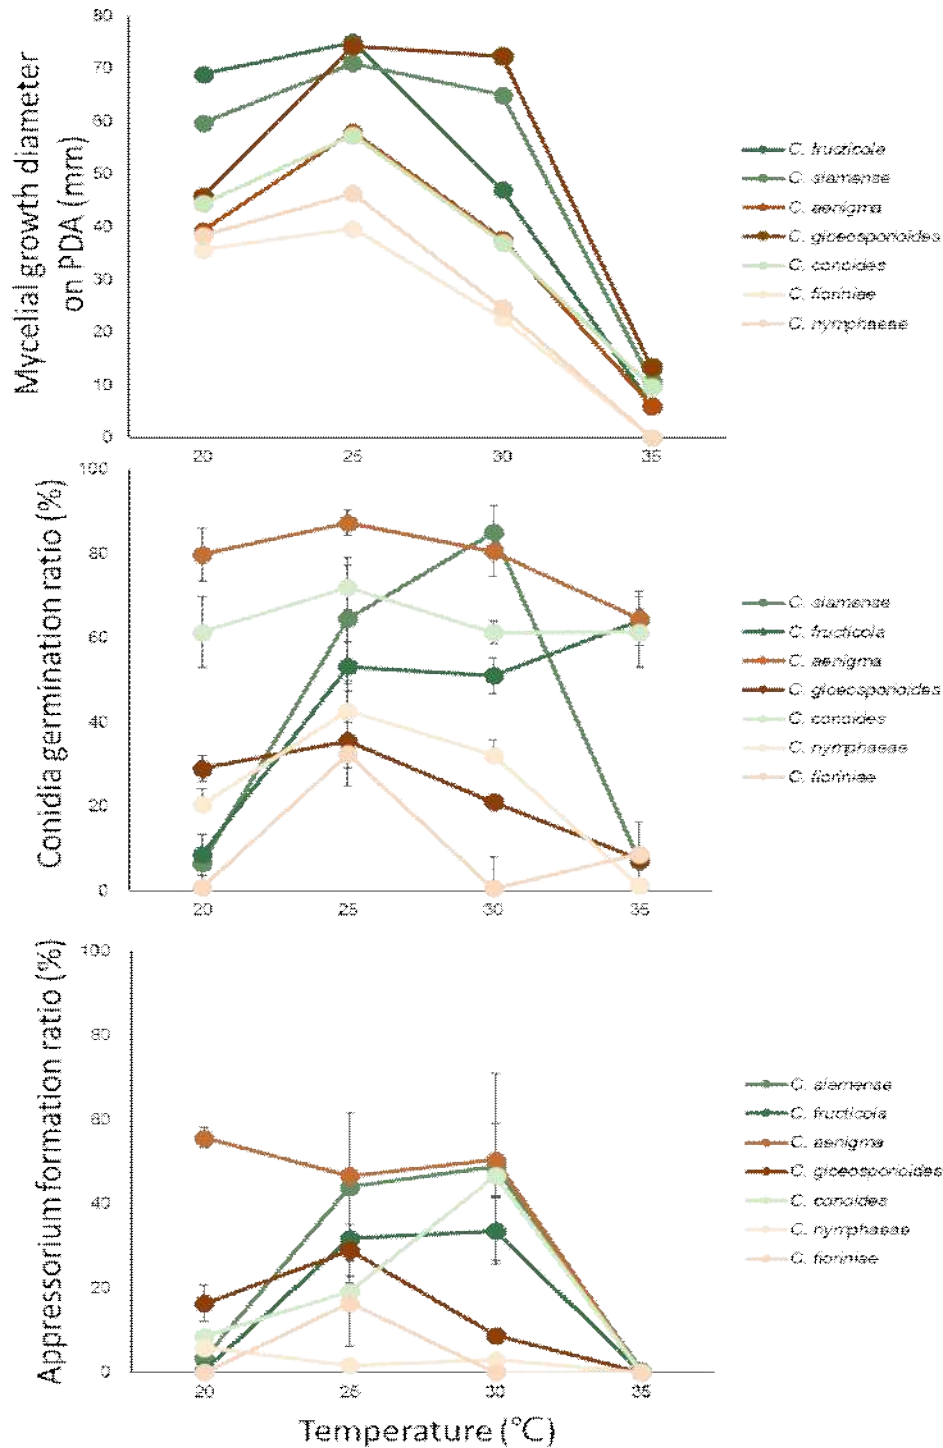 Mycelial growth diameter
on PDA (mm)
80
70
60
50
40
30
20
10
0
20 25 30 35
C. fructicola
C. siamense
C. aenigma
C. gloeosporioides
C. conoides
C. fioriniae
C. nymphaeae
Conidia germination ratio (%)
100
80
60
40
20
0
20 25 30 35
C. siamense
C. fructicola
C. aenigma
C. gloeosporioides
C. conoides
C. nymphaeae
C. fioriniae
Appressorium formation ratio (%)
100
80
60
40
20
0
20 25 30 35
C. siamense
C. fructicola
C. aenigma
C. gloeosporioides
C. conoides
C. nymphaeae
C. fioriniae
Temperature (°C)